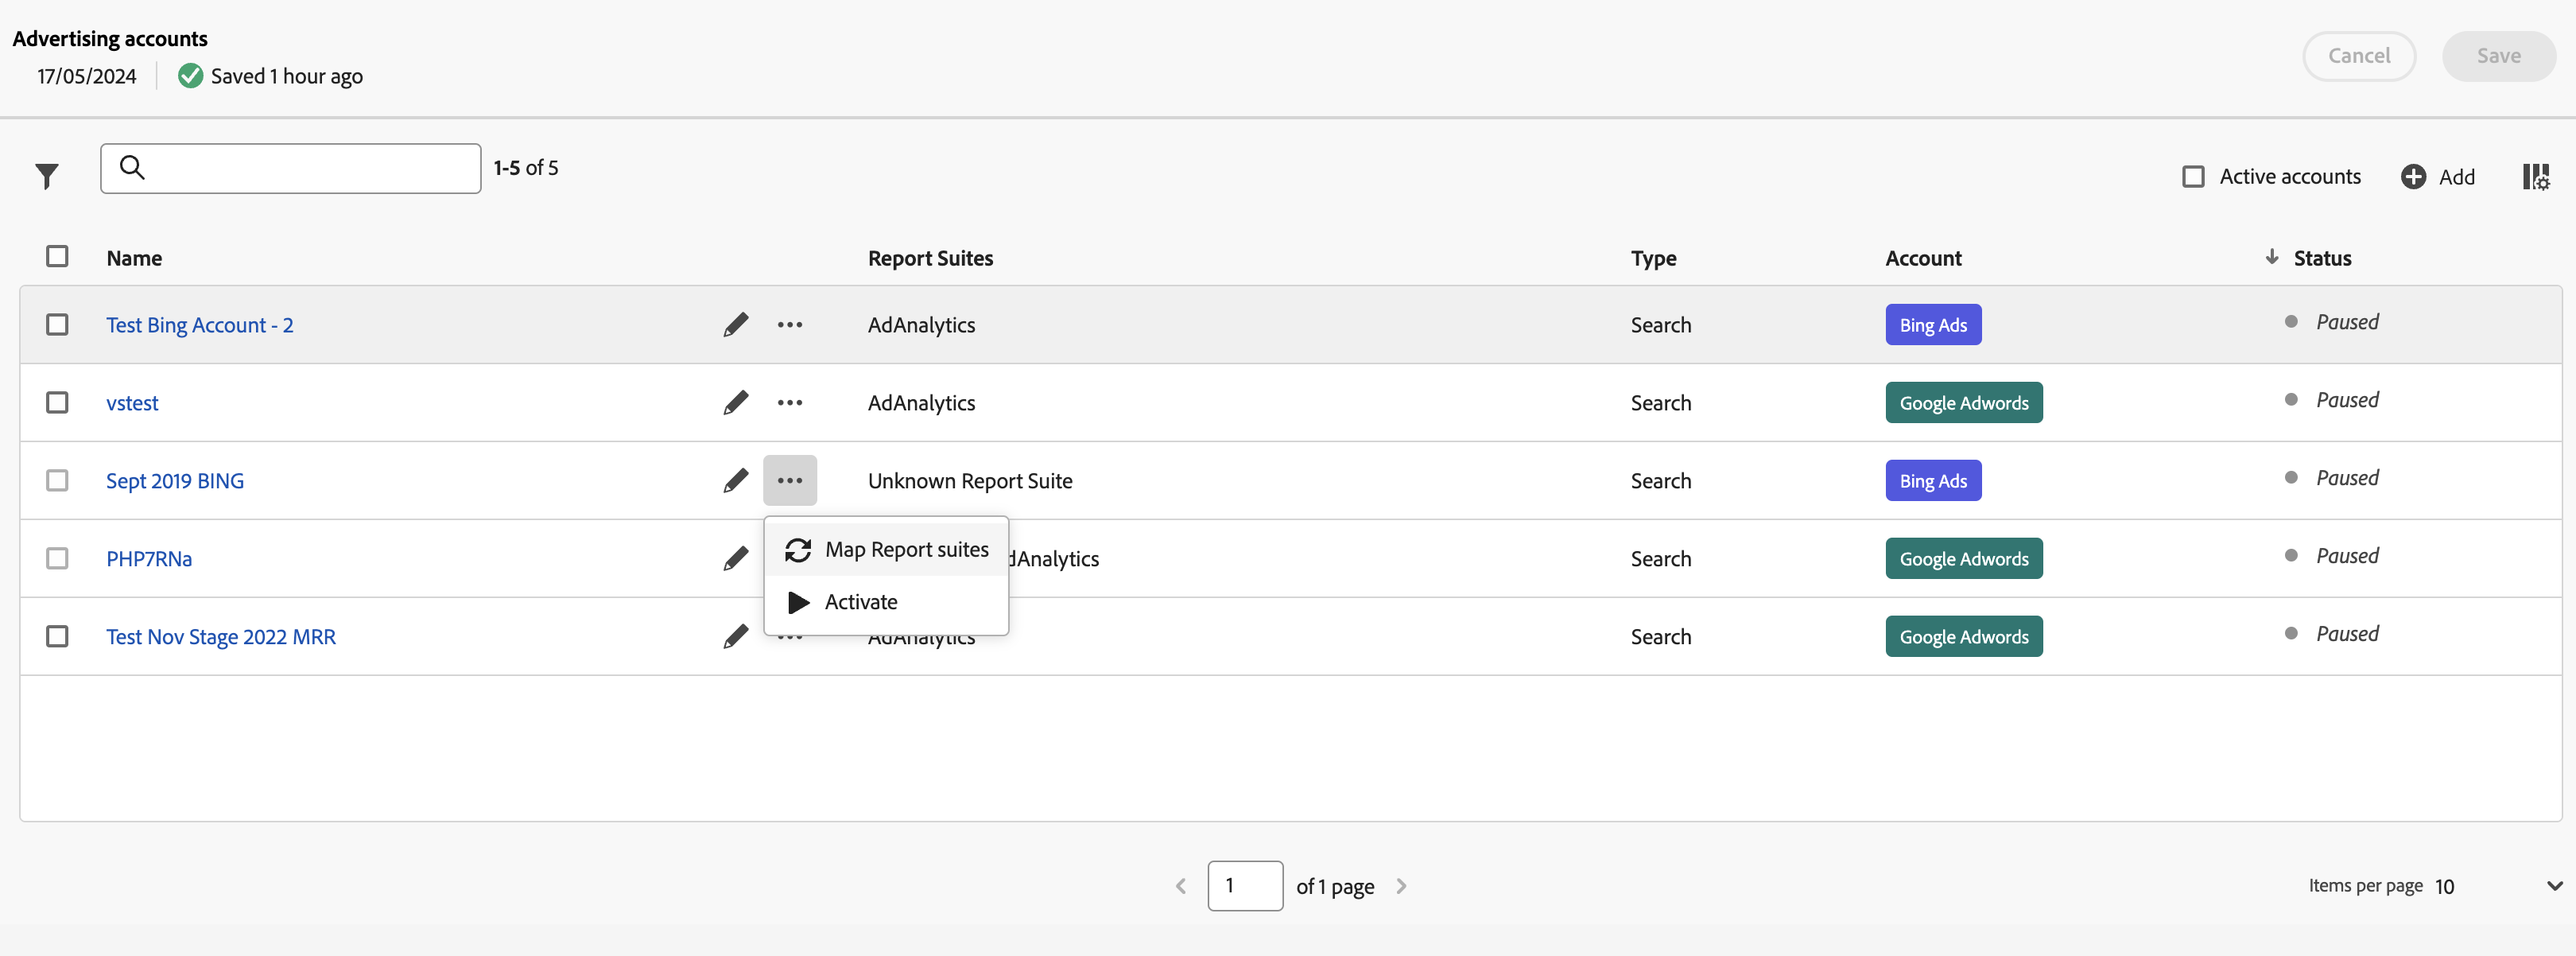 Advertising accounts
17/05/2024 Saved 1 hour ago
Cancel Save
1-5 of 5
Active accounts Add
Name Report Suites Type Account Status
Test Bing Account - 2 AdAnalytics Search Bing Ads Paused
vstest AdAnalytics Search Google Adwords Paused
Sept 2019 BING Unknown Report Suite Search Bing Ads Paused
Map Report suites
PHP7RNa dAnalytics Search Google Adwords Paused
Activate
Test Nov Stage 2022 MRR AdAnalytics Search Google Adwords Paused
1 of 1 page
Items per page 10